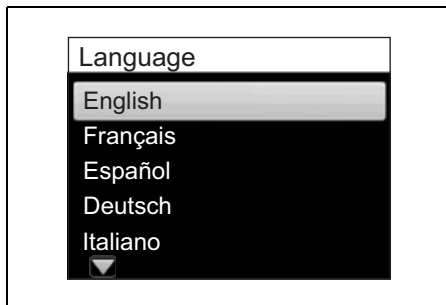 Language
English
Français
Español
Deutsch
Italiano